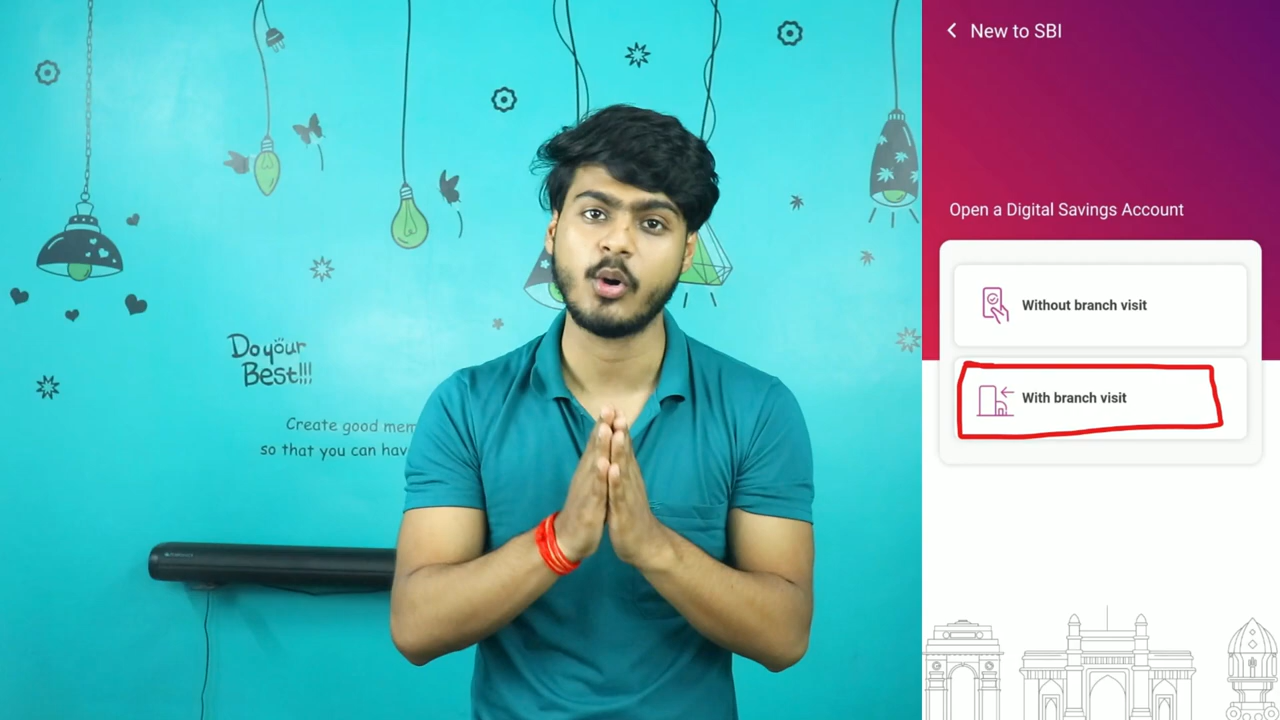 Do your
Best!!!
Create good mem
so that you can hav
New to SBI
Open a Digital Savings Account
Without branch visit
With branch visit